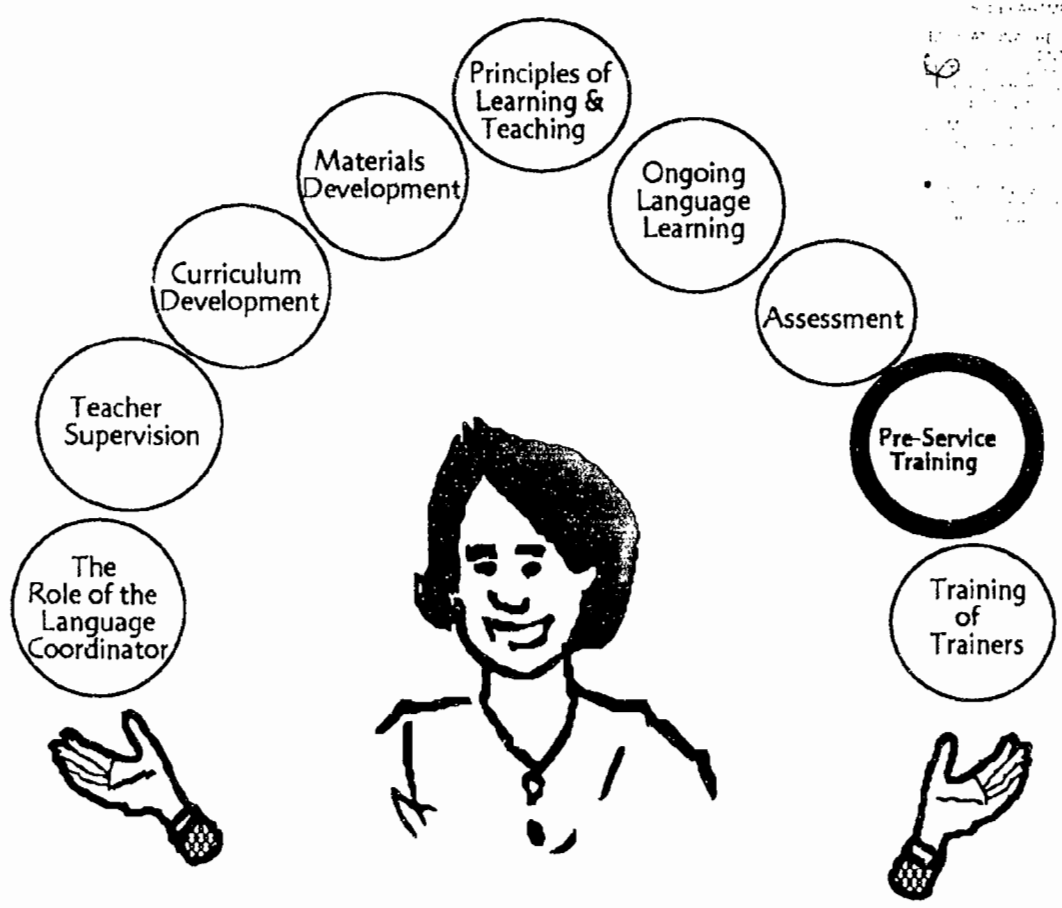 Principles of
Learning &
Teaching
Materials
Development
Ongoing
Language
Learning
Curriculum
Development
Assessment
Teacher
Supervision
Pre-Service
Training
The
Role of the
Language
Coordinator
Training
of
Trainers